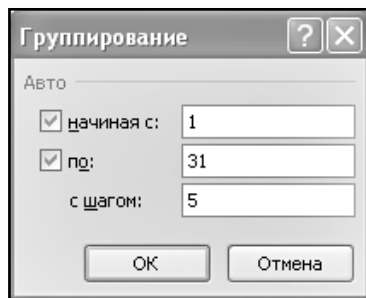 Группирование
Авто
начиная с: 1
по: 31
с шагом: 5
ОК Отмена